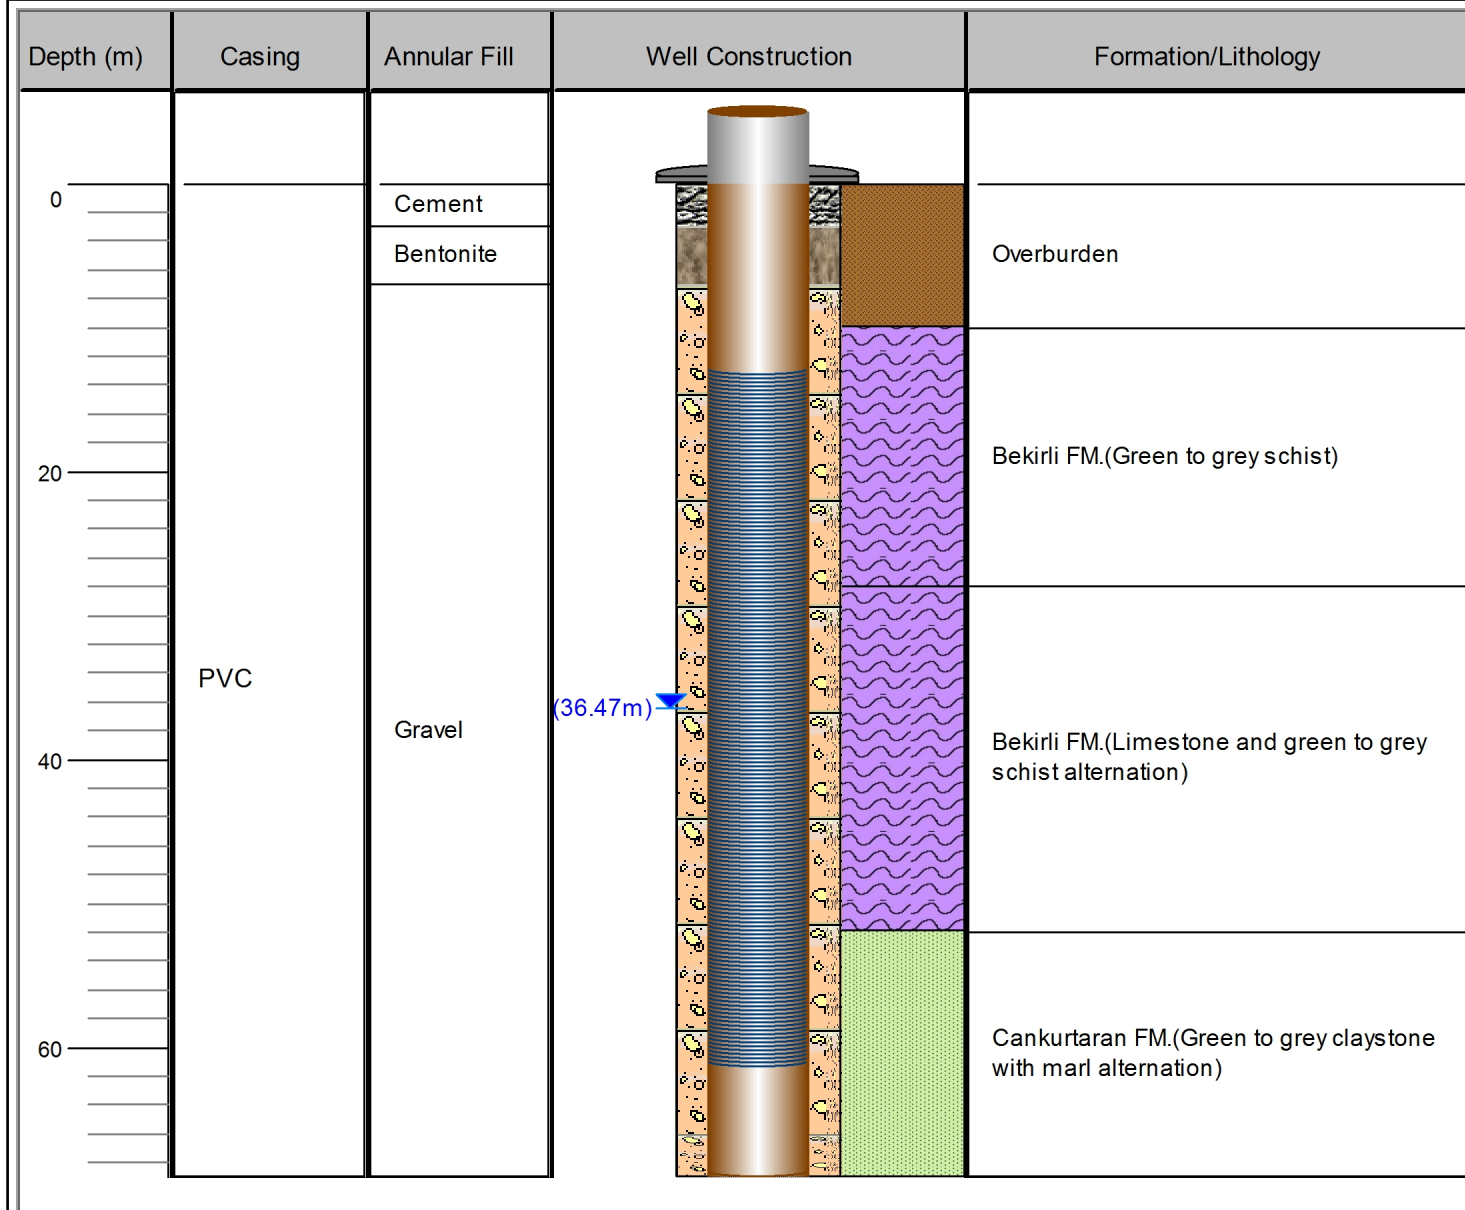 Depth (m)
Casing
Annular Fill
Well Construction
Formation/Lithology
0
Cement
Bentonite
Overburden
Bekirli FM.(Green to grey schist)
20
PVC
(36.47m)
Gravel
Bekirli FM.(Limestone and green to grey
schist alternation)
40
Cankurtaran FM.(Green to grey claystone
with marl alternation)
60